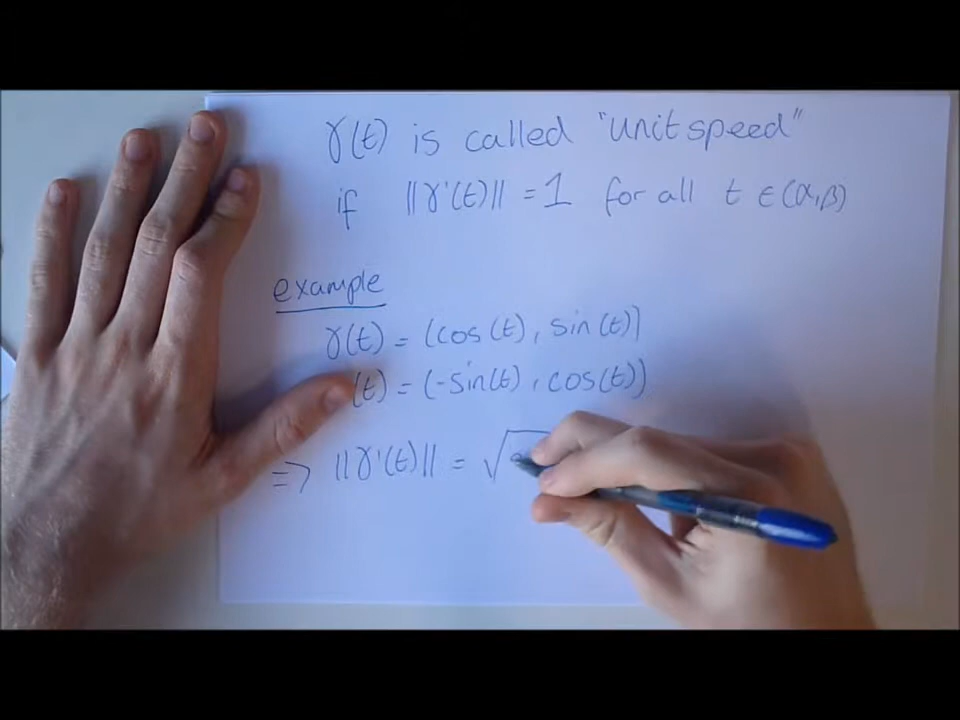 γ(t) is called "unit speed"
if ||γ'(t)|| = 1 for all t ∈ (α,β)
example
γ(t) = (cos(t), sin(t))
(t) = (-sin(t), cos(t))
=> ||γ'(t)|| = √